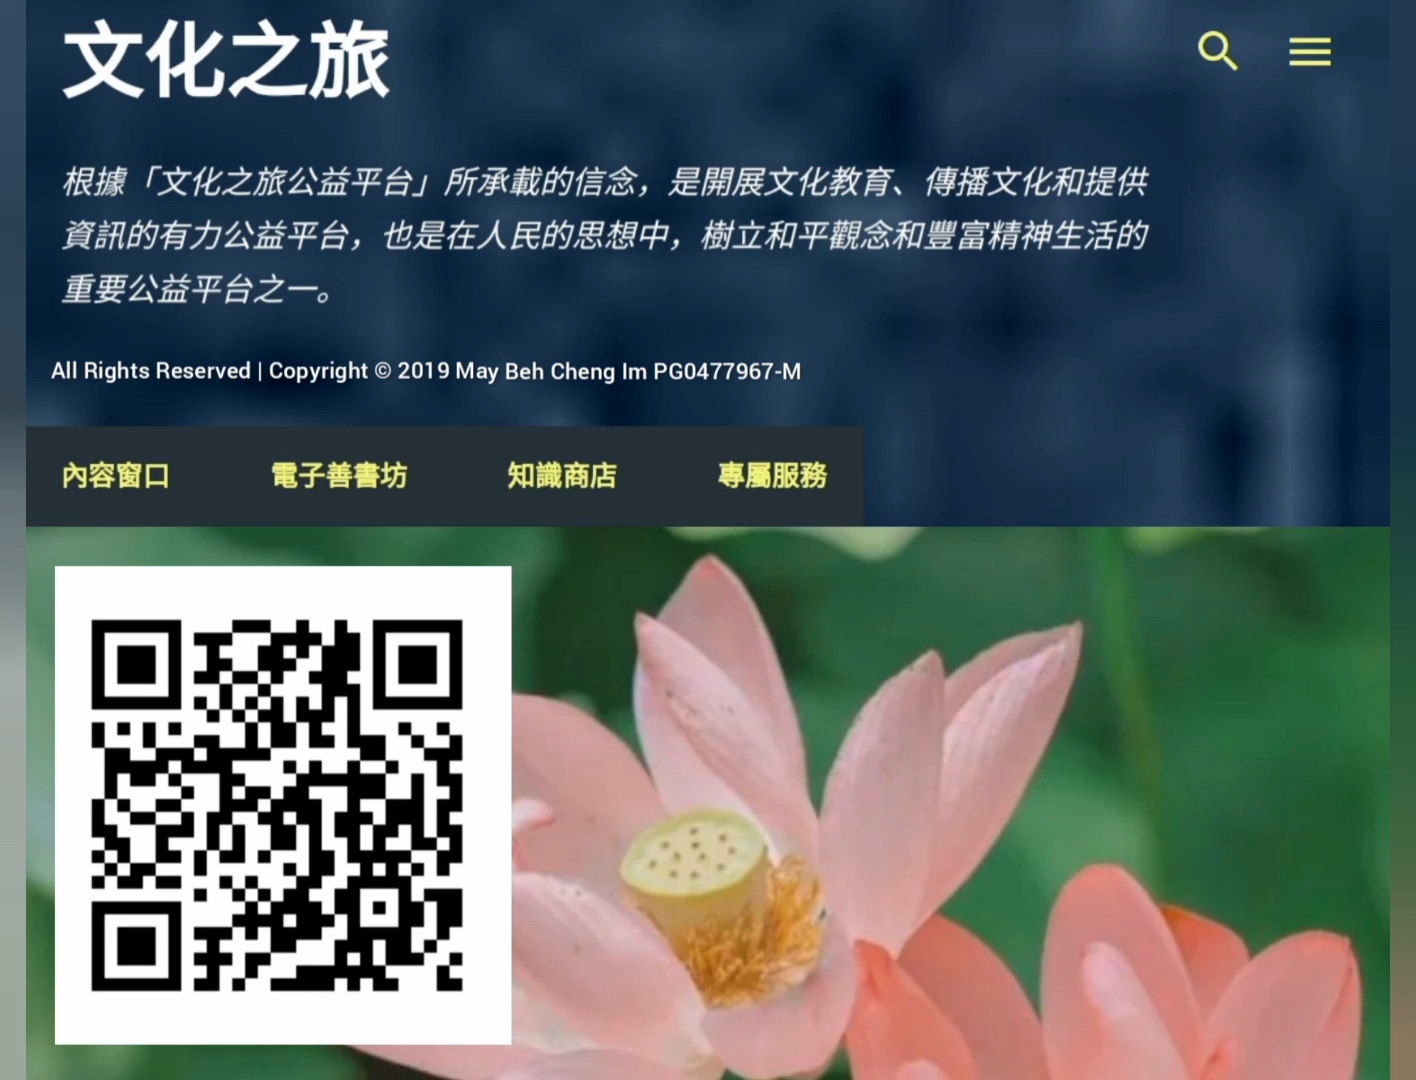 文化之旅
根據「文化之旅公益平台」所承載的信念，是開展文化教育、傳播文化和提供
資訊的有力公益平台，也是在人民的思想中，樹立和平觀念和豐富精神生活的
重要公益平台之一。
All Rights Reserved | Copyright © 2019 May Beh Cheng Im PG0477967-M
內容窗口 電子善書坊 知識商店 專屬服務